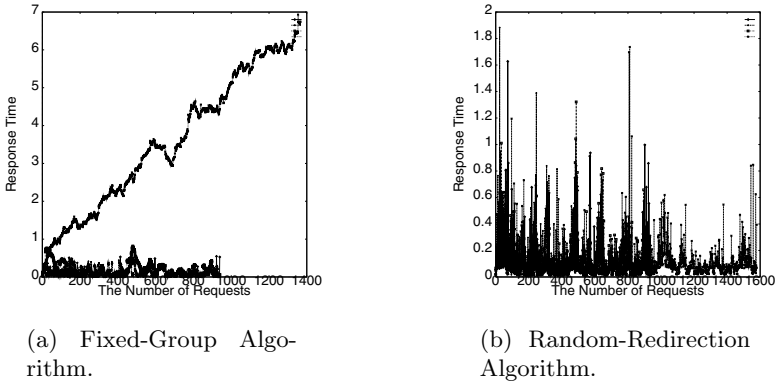 7
6
5
4
3
2
1
0
Response Time
0 200 400 600 800 1000 1200 1400
The Number of Requests
2
1.8
1.6
1.4
1.2
1
0.8
0.6
0.4
0.2
0
Response Time
0 200 400 600 800 1000 1200 1400 1600
The Number of Requests
(a) Fixed-Group Algo-
rithm.
(b) Random-Redirection
Algorithm.